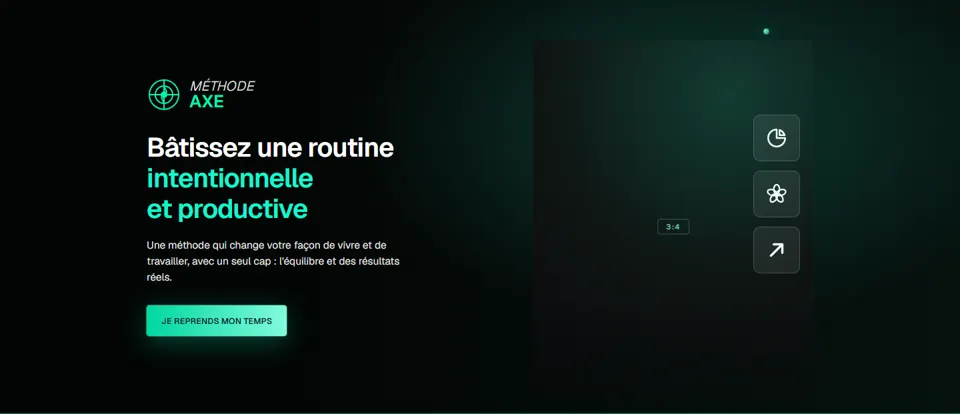 MÉTHODE
AXE
Bâtissez une routine
intentionnelle
et productive
Une méthode qui change votre façon de vivre et de
travailler, avec un seul cap : l'équilibre et des résultats
réels.
JE REPRENDS MON TEMPS
3:4